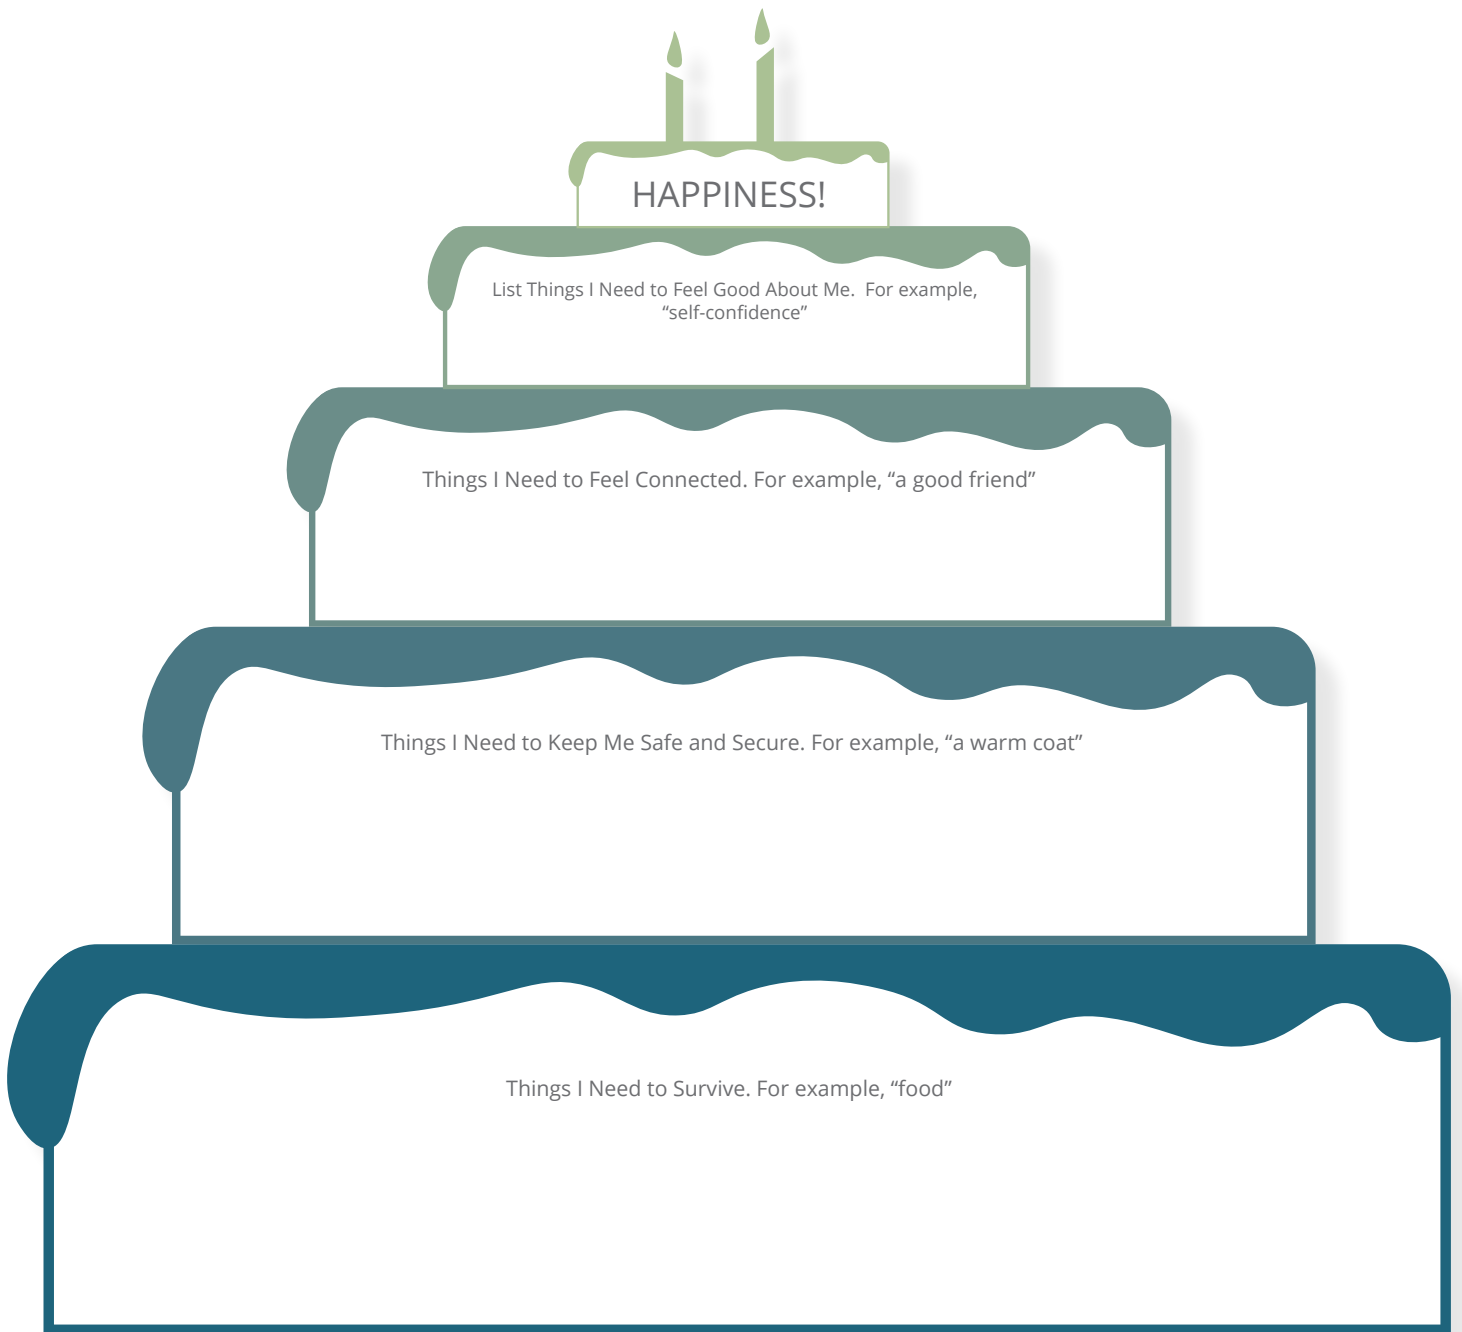 HAPPINESS!
List Things I Need to Feel Good About Me.  For example,
“self-confidence”
Things I Need to Feel Connected. For example, “a good friend”
Things I Need to Keep Me Safe and Secure. For example, “a warm coat”
Things I Need to Survive. For example, “food”